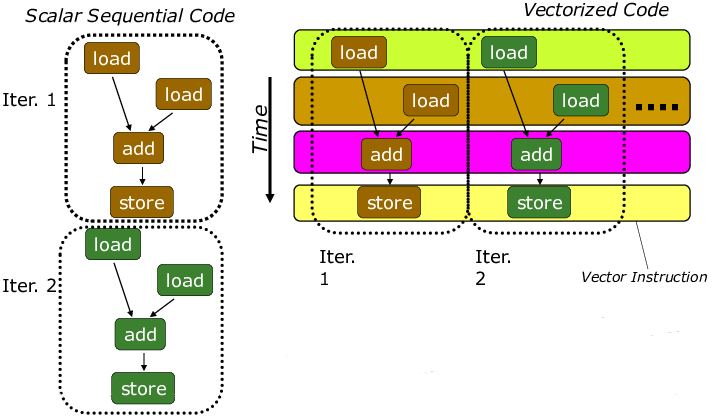 Scalar Sequential Code
Iter. 1
load
load
add
store
Iter. 2
load
load
add
store
Vectorized Code
Time
load
load
load
load
....
add
add
store
store
Iter.
1
Iter.
2
Vector Instruction